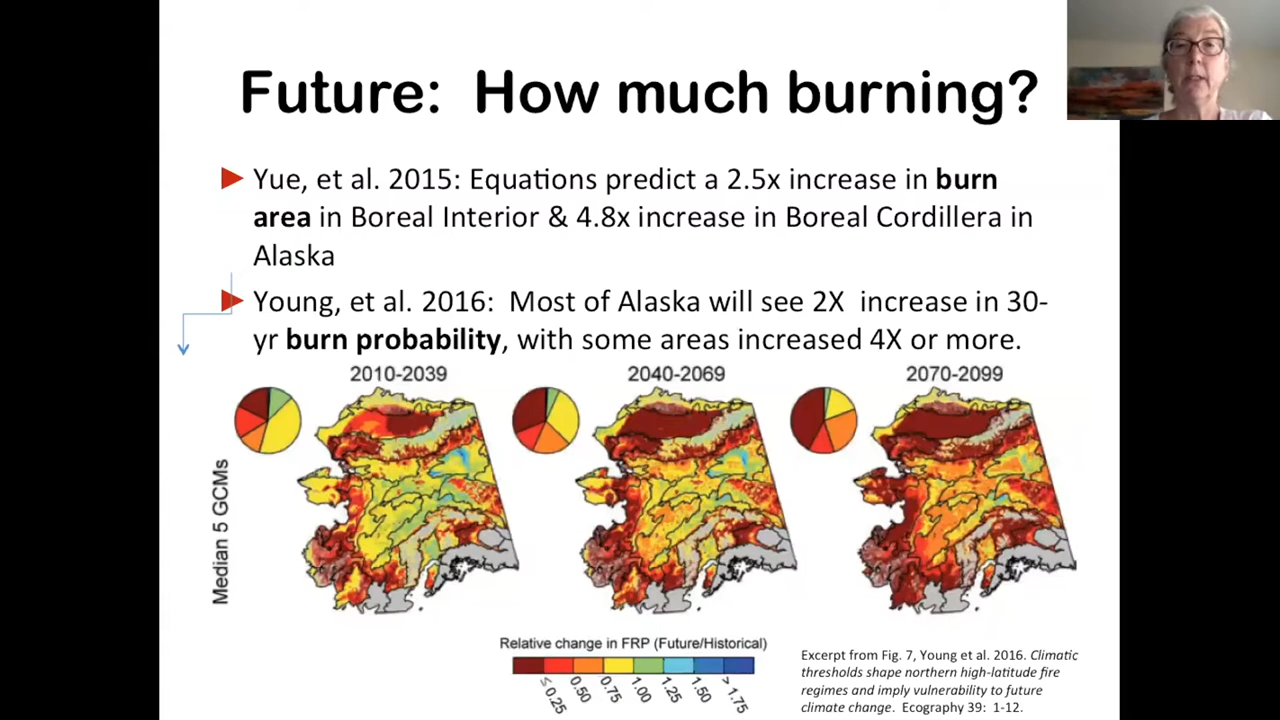 Future: How much burning?
Yue, et al. 2015: Equations predict a 2.5x increase in burn
area in Boreal Interior & 4.8x increase in Boreal Cordillera in
Alaska
Young, et al. 2016: Most of Alaska will see 2X increase in 30-
yr burn probability, with some areas increased 4X or more.
2010-2039
2040-2069
2070-2099
Median 5 GCMs
Relative change in FRP (Future/Historical)
≤ 0.25
0.50
0.75
1.00
1.25
1.50
> 1.75
Excerpt from Fig. 7, Young et al. 2016. Climatic
thresholds shape northern high-latitude fire
regimes and imply vulnerability to future
climate change. Ecography 39: 1-12.